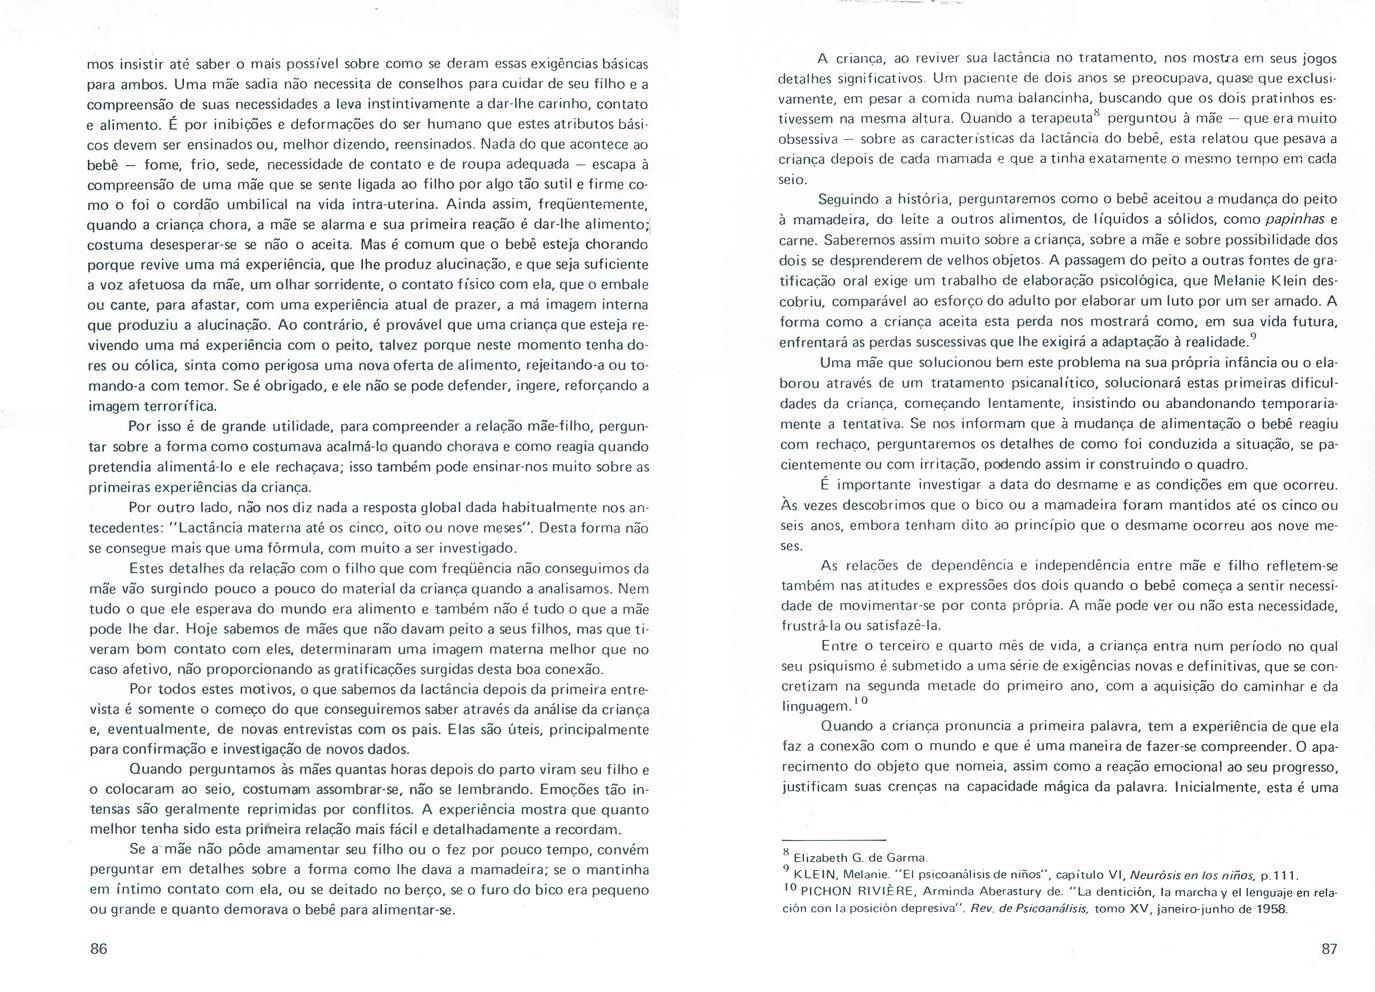 mos insistir até saber o mais possível sobre como se deram essas exigências básicas
para ambos. Uma mãe sadia não necessita de conselhos para cuidar de seu filho e a
compreensão de suas necessidades a leva instintivamente a dar-lhe carinho, contato
e alimento. É por inibições e deformações do ser humano que estes atributos bási-
cos devem ser ensinados ou, melhor dizendo, reensinados. Nada do que acontece ao
bebê — fome, frio, sede, necessidade de contato e de roupa adequada — escapa à
compreensão de uma mãe que se sente ligada ao filho por algo tão sutil e firme co-
mo o foi o cordão umbilical na vida intra-uterina. Ainda assim, freqüentemente,
quando a criança chora, a mãe se alarma e sua primeira reação é dar-lhe alimento;
costuma desesperar-se se não o aceita. Mas é comum que o bebê esteja chorando
porque revive uma má experiência, que lhe produz alucinação, e que seja suficiente
a voz afetuosa da mãe, um olhar sorridente, o contato físico com ela, que o embale
ou cante, para afastar, com uma experiência atual de prazer, a má imagem interna
que produziu a alucinação. Ao contrário, é provável que uma criança que esteja re-
vivendo uma má experiência com o peito, talvez porque neste momento tenha do-
res ou cólica, sinta como perigosa uma nova oferta de alimento, rejeitando-a ou to-
mando-a com temor. Se é obrigado, e ele não se pode defender, ingere, reforçando a
imagem terrorífica.
Por isso é de grande utilidade, para compreender a relação mãe-filho, pergun-
tar sobre a forma como costumava acalmá-lo quando chorava e como reagia quando
pretendia alimentá-lo e ele rechaçava; isso também pode ensinar-nos muito sobre as
primeiras experiências da criança.
Por outro lado, não nos diz nada a resposta global dada habitualmente nos an-
tecedentes: "Lactância materna até os cinco, oito ou nove meses". Desta forma não
se consegue mais que uma fórmula, com muito a ser investigado.
Estes detalhes da relação com o filho que com freqüência não conseguimos da
mãe vão surgindo pouco a pouco do material da criança quando a analisamos. Nem
tudo o que ele esperava do mundo era alimento e também não é tudo o que a mãe
pode lhe dar. Hoje sabemos de mães que não davam peito a seus filhos, mas que ti-
veram bom contato com eles, determinaram uma imagem materna melhor que no
caso afetivo, não proporcionando as gratificações surgidas desta boa conexão.
Por todos estes motivos, o que sabemos da lactância depois da primeira entre-
vista é somente o começo do que conseguiremos saber através da análise da criança
e, eventualmente, de novas entrevistas com os pais. Elas são úteis, principalmente
para confirmação e investigação de novos dados.
Quando perguntamos às mães quantas horas depois do parto viram seu filho e
o colocaram ao seio, costumam assombrar-se, não se lembrando. Emoções tão in-
tensas são geralmente reprimidas por conflitos. A experiência mostra que quanto
melhor tenha sido esta primeira relação mais fácil e detalhadamente a recordam.
Se a mãe não pôde amamentar seu filho ou o fez por pouco tempo, convém
perguntar em detalhes sobre a forma como lhe dava a mamadeira; se o mantinha
em íntimo contato com ela, ou se deitado no berço, se o furo do bico era pequeno
ou grande e quanto demorava o bebê para alimentar-se.
86
A criança, ao reviver sua lactância no tratamento, nos mostra em seus jogos
detalhes significativos. Um paciente de dois anos se preocupava, quase que exclusi-
vamente, em pesar a comida numa balancinha, buscando que os dois pratinhos es-
tivessem na mesma altura. Quando a terapeuta⁸ perguntou à mãe — que era muito
obsessiva — sobre as características da lactância do bebê, esta relatou que pesava a
criança depois de cada mamada e que a tinha exatamente o mesmo tempo em cada
seio.
Seguindo a história, perguntaremos como o bebê aceitou a mudança do peito
à mamadeira, do leite a outros alimentos, de líquidos a sólidos, como papinhas e
carne. Saberemos assim muito sobre a criança, sobre a mãe e sobre possibilidade dos
dois se desprenderem de velhos objetos. A passagem do peito a outras fontes de gra-
tificação oral exige um trabalho de elaboração psicológica, que Melanie Klein des-
cobriu, comparável ao esforço do adulto por elaborar um luto por um ser amado. A
forma como a criança aceita esta perda nos mostrará como, em sua vida futura,
enfrentará as perdas suscessivas que lhe exigirá a adaptação à realidade.⁹
Uma mãe que solucionou bem este problema na sua própria infância ou o ela-
borou através de um tratamento psicanalítico, solucionará estas primeiras dificul-
dades da criança, começando lentamente, insistindo ou abandonando temporaria-
mente a tentativa. Se nos informam que à mudança de alimentação o bebê reagiu
com rechaço, perguntaremos os detalhes de como foi conduzida a situação, se pa-
cientemente ou com irritação, podendo assim ir construindo o quadro.
É importante investigar a data do desmame e as condições em que ocorreu.
Às vezes descobrimos que o bico ou a mamadeira foram mantidos até os cinco ou
seis anos, embora tenham dito ao princípio que o desmame ocorreu aos nove me-
ses.
As relações de dependência e independência entre mãe e filho refletem-se
também nas atitudes e expressões dos dois quando o bebê começa a sentir necessi-
dade de movimentar-se por conta própria. A mãe pode ver ou não esta necessidade,
frustrá-la ou satisfazê-la.
Entre o terceiro e quarto mês de vida, a criança entra num período no qual
seu psiquismo é submetido a uma série de exigências novas e definitivas, que se con-
cretizam na segunda metade do primeiro ano, com a aquisição do caminhar e da
linguagem.¹⁰
Quando a criança pronuncia a primeira palavra, tem a experiência de que ela
faz a conexão com o mundo e que é uma maneira de fazer-se compreender. O apa-
recimento do objeto que nomeia, assim como a reação emocional ao seu progresso,
justificam suas crenças na capacidade mágica da palavra. Inicialmente, esta é uma
⁸ Elizabeth G. de Garma.
⁹ KLEIN, Melanie. "El psicoanálisis de niños", capítulo VI, Neurósis en los niños, p.111.
¹⁰ PICHON RIVIÈRE, Arminda Aberastury de. "La dentición, la marcha y el lenguaje en rela-
ción con la posición depresiva". Rev. de Psicoanálisis, tomo XV, janeiro-junho de 1958.
87